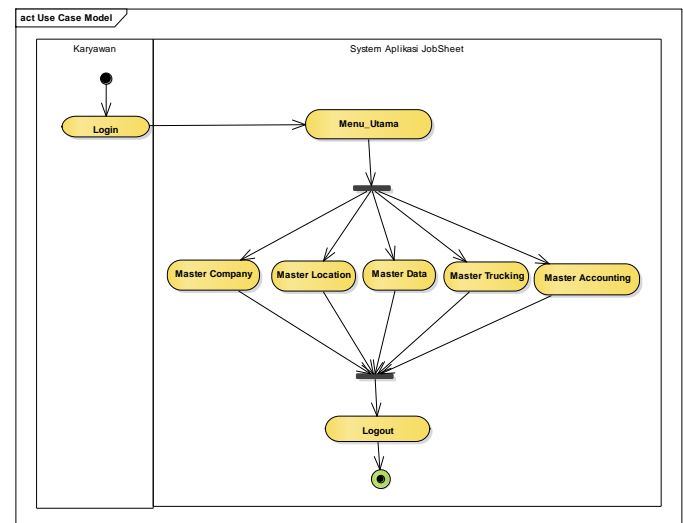 act Use Case Model
Karyawan
System Aplikasi JobSheet
Login
Menu_Utama
Master Company
Master Location
Master Data
Master Trucking
Master Accounting
Logout